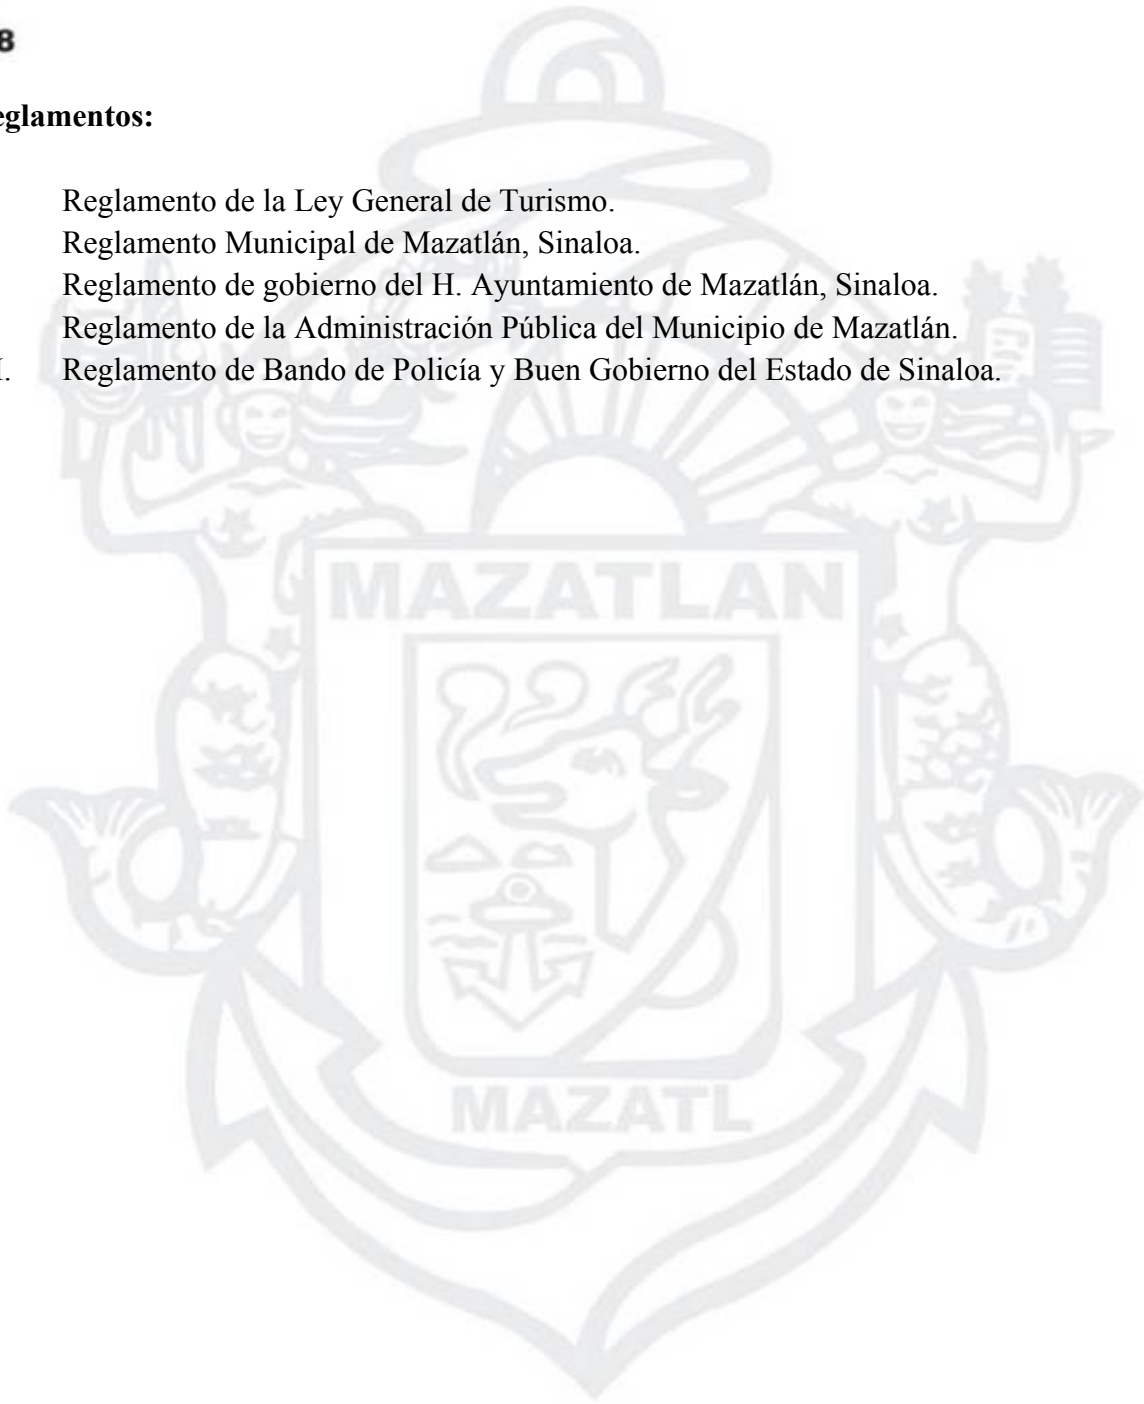 8
eglamentos:
Reglamento de la Ley General de Turismo.
Reglamento Municipal de Mazatlán, Sinaloa.
Reglamento de gobierno del H. Ayuntamiento de Mazatlán, Sinaloa.
Reglamento de la Administración Pública del Municipio de Mazatlán.
I. Reglamento de Bando de Policía y Buen Gobierno del Estado de Sinaloa.
MAZATLAN
MAZATL